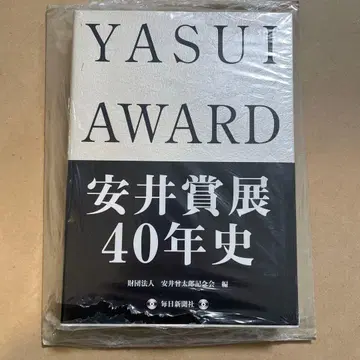 YASUI
AWARD
安井賞展
40年史
財団法人 安井曾太郎記念会 編
毎日新聞社